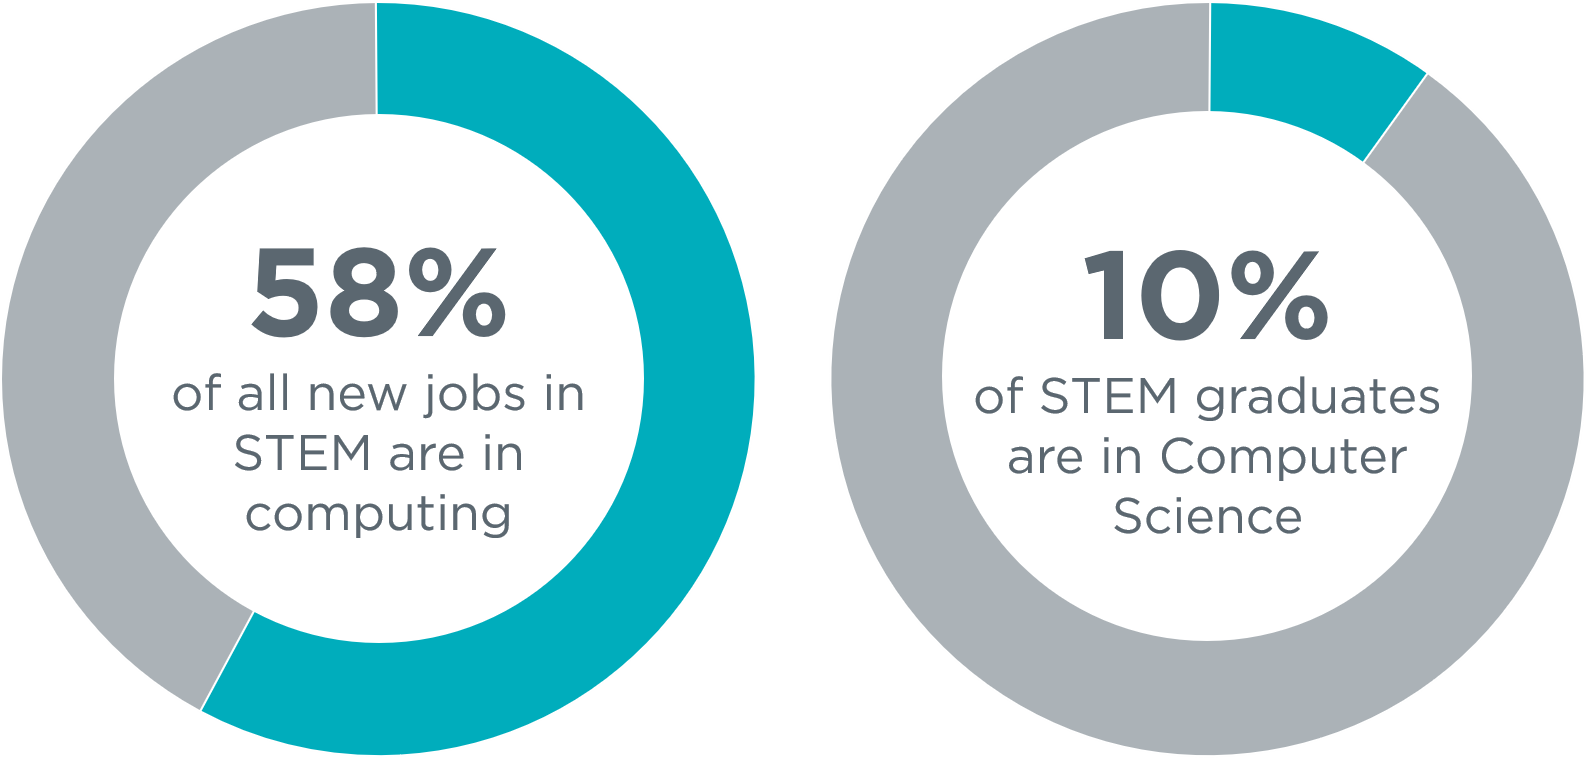 58%
of all new jobs in
STEM are in
computing
10%
of STEM graduates
are in Computer
Science